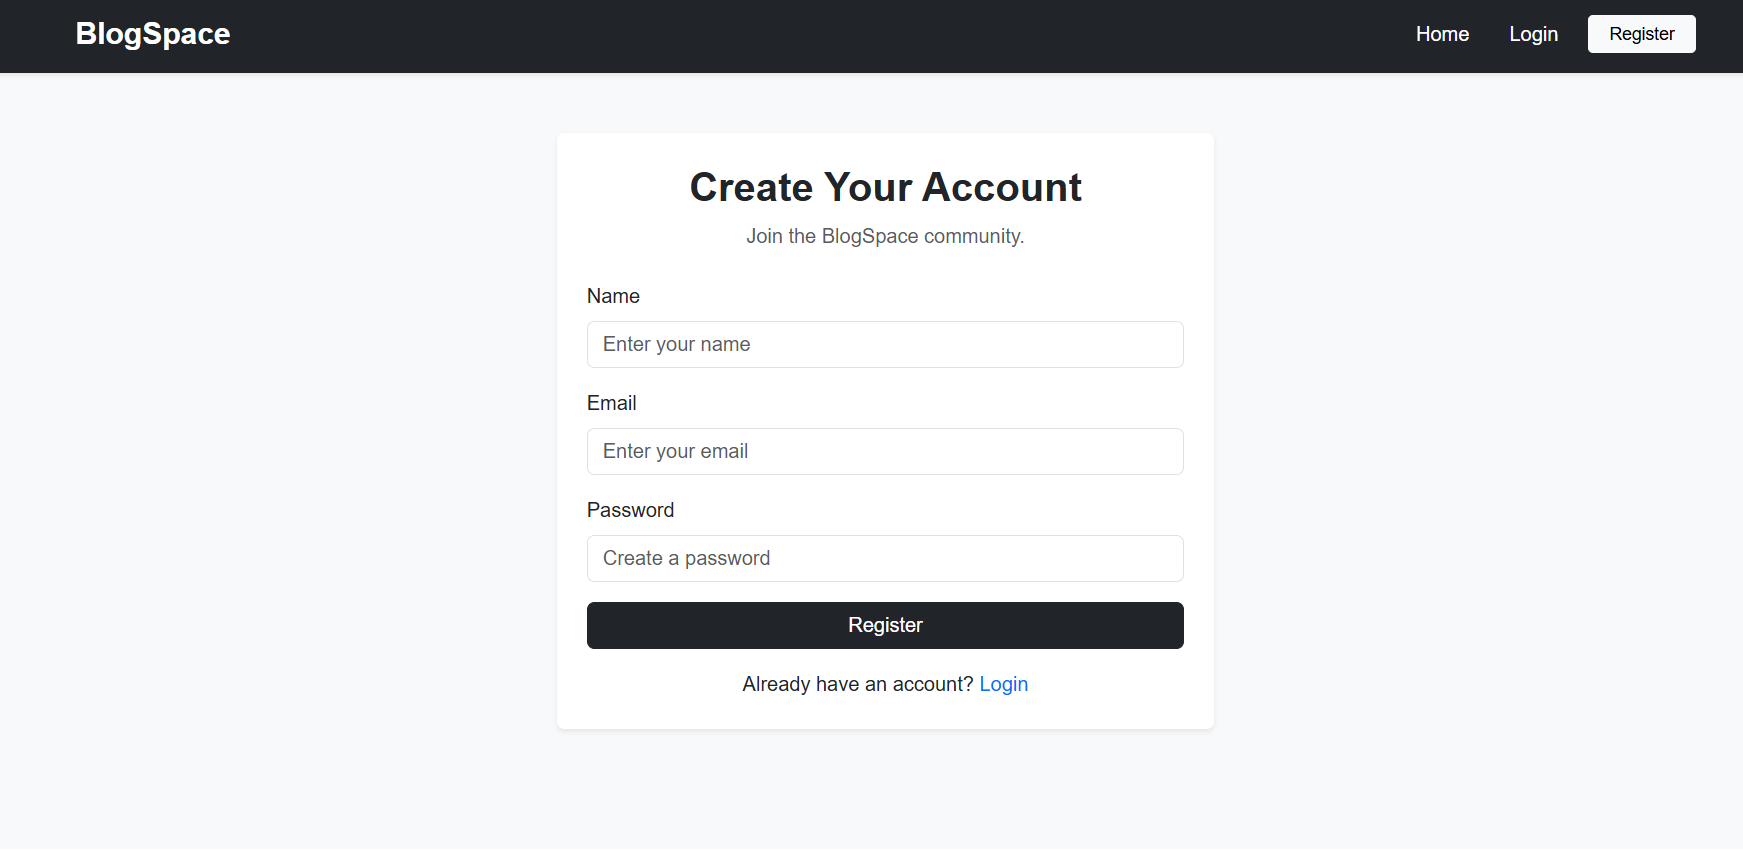 BlogSpace
Home
Login
Register
Create Your Account
Join the BlogSpace community.
Name
Enter your name
Email
Enter your email
Password
Create a password
Register
Already have an account? Login